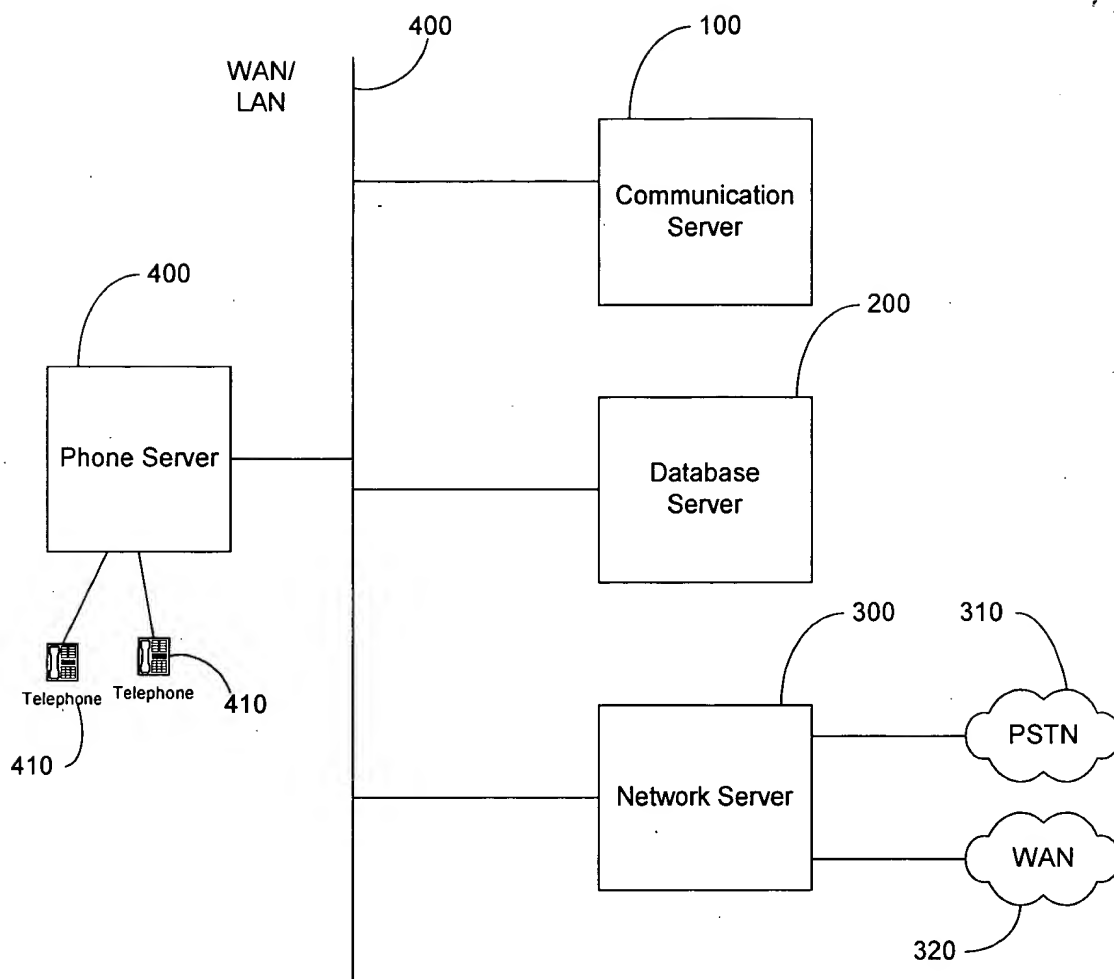 400
100
WAN/
LAN
Communication
Server
400
200
Phone Server
Database
Server
300
310
Telephone
Telephone
410
410
PSTN
Network Server
WAN
320